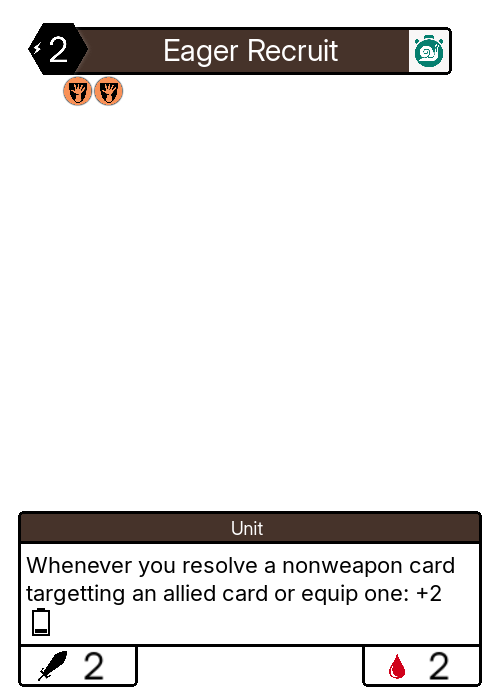 2
Eager Recruit
Unit
Whenever you resolve a nonweapon card
targetting an allied card or equip one: +2
2
2